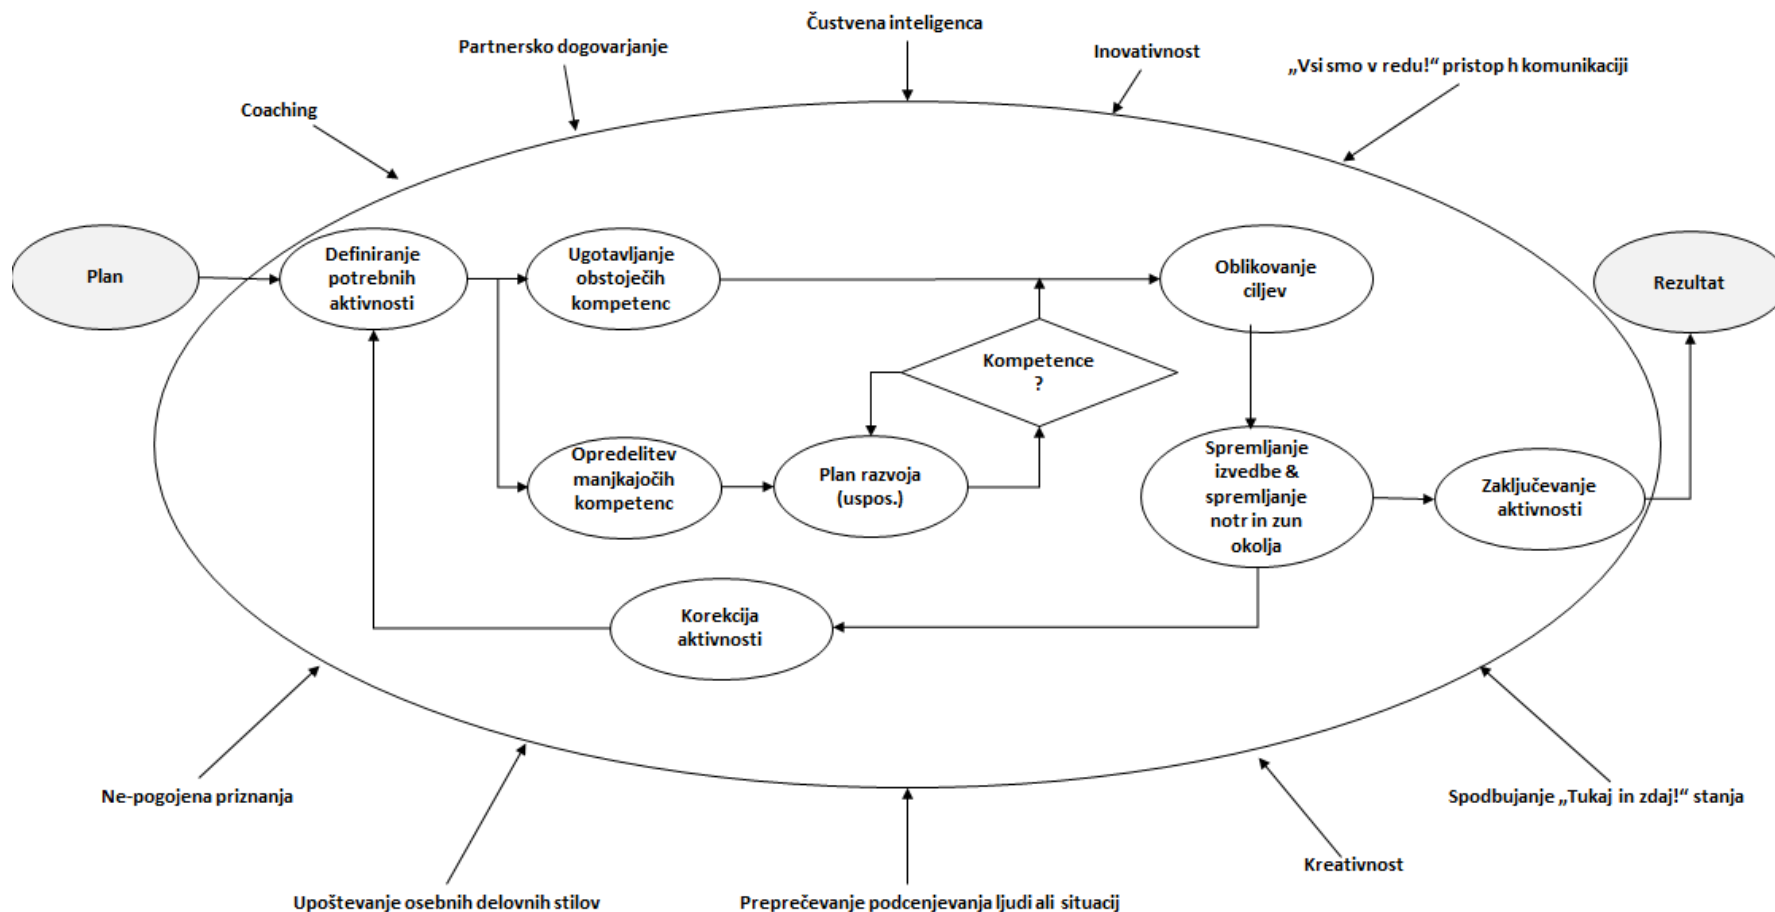 Čustvena inteligenca
Partnersko dogovarjanje
Inovativnost
„Vsi smo v redu!“ pristop h komunikaciji
Coaching
Plan
Definiranje
potrebnih
aktivnosti
Ugotavljanje
obstoječih
kompetenc
Oblikovanje
ciljev
Rezultat
Kompetence
?
Opredelitev
manjkajočih
kompetenc
Plan razvoja
(uspos.)
Spremljanje
izvedbe &
spremljanje
notr in zun
okolja
Zaključevanje
aktivnosti
Korekcija
aktivnosti
Ne-pogojena priznanja
Spodbujanje „Tukaj in zdaj!“ stanja
Kreativnost
Upoštevanje osebnih delovnih stilov
Preprečevanje podcenjevanja ljudi ali situacij